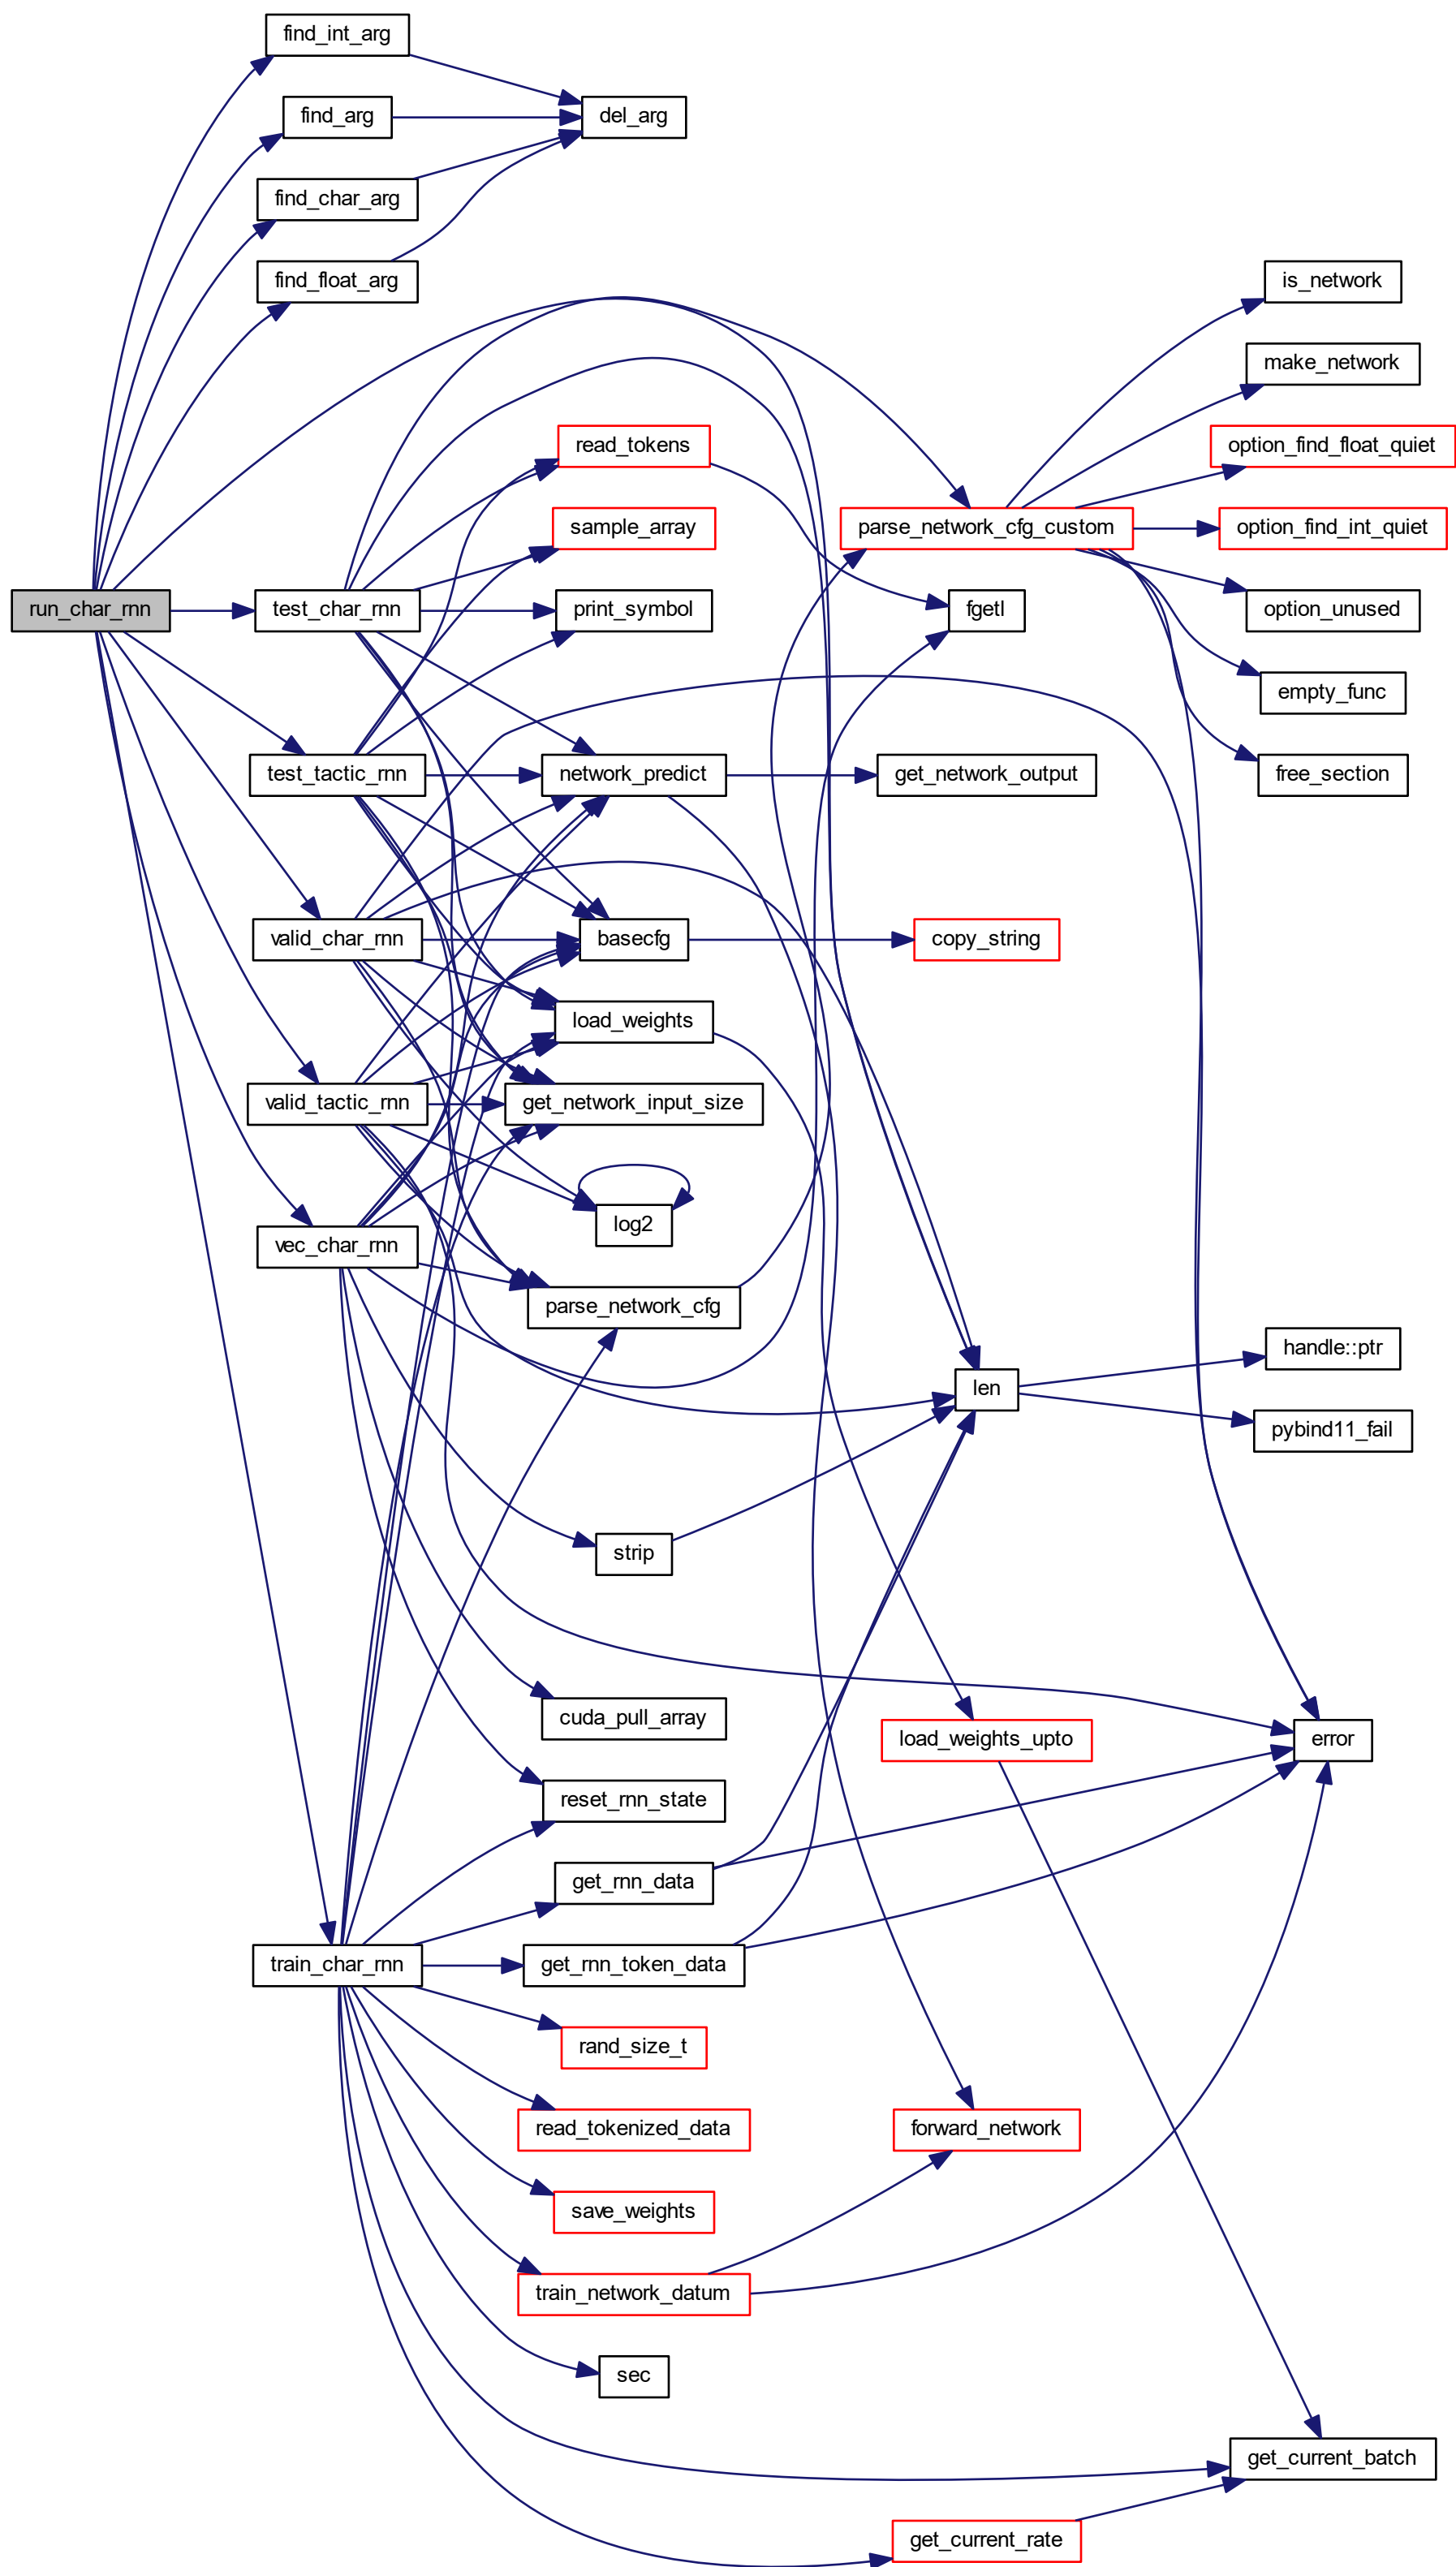 find_int_arg
find_arg
del_arg
find_char_arg
find_float_arg
is_network
make_network
read_tokens
option_find_float_quiet
sample_array
parse_network_cfg_custom
option_find_int_quiet
run_char_rnn
test_char_rnn
print_symbol
fgetl
option_unused
empty_func
test_tactic_rnn
network_predict
get_network_output
free_section
valid_char_rnn
basecfg
copy_string
load_weights
valid_tactic_rnn
get_network_input_size
log2
vec_char_rnn
parse_network_cfg
handle::ptr
len
pybind11_fail
strip
cuda_pull_array
load_weights_upto
error
reset_rnn_state
get_rnn_data
train_char_rnn
get_rnn_token_data
rand_size_t
read_tokenized_data
forward_network
save_weights
train_network_datum
sec
get_current_batch
get_current_rate